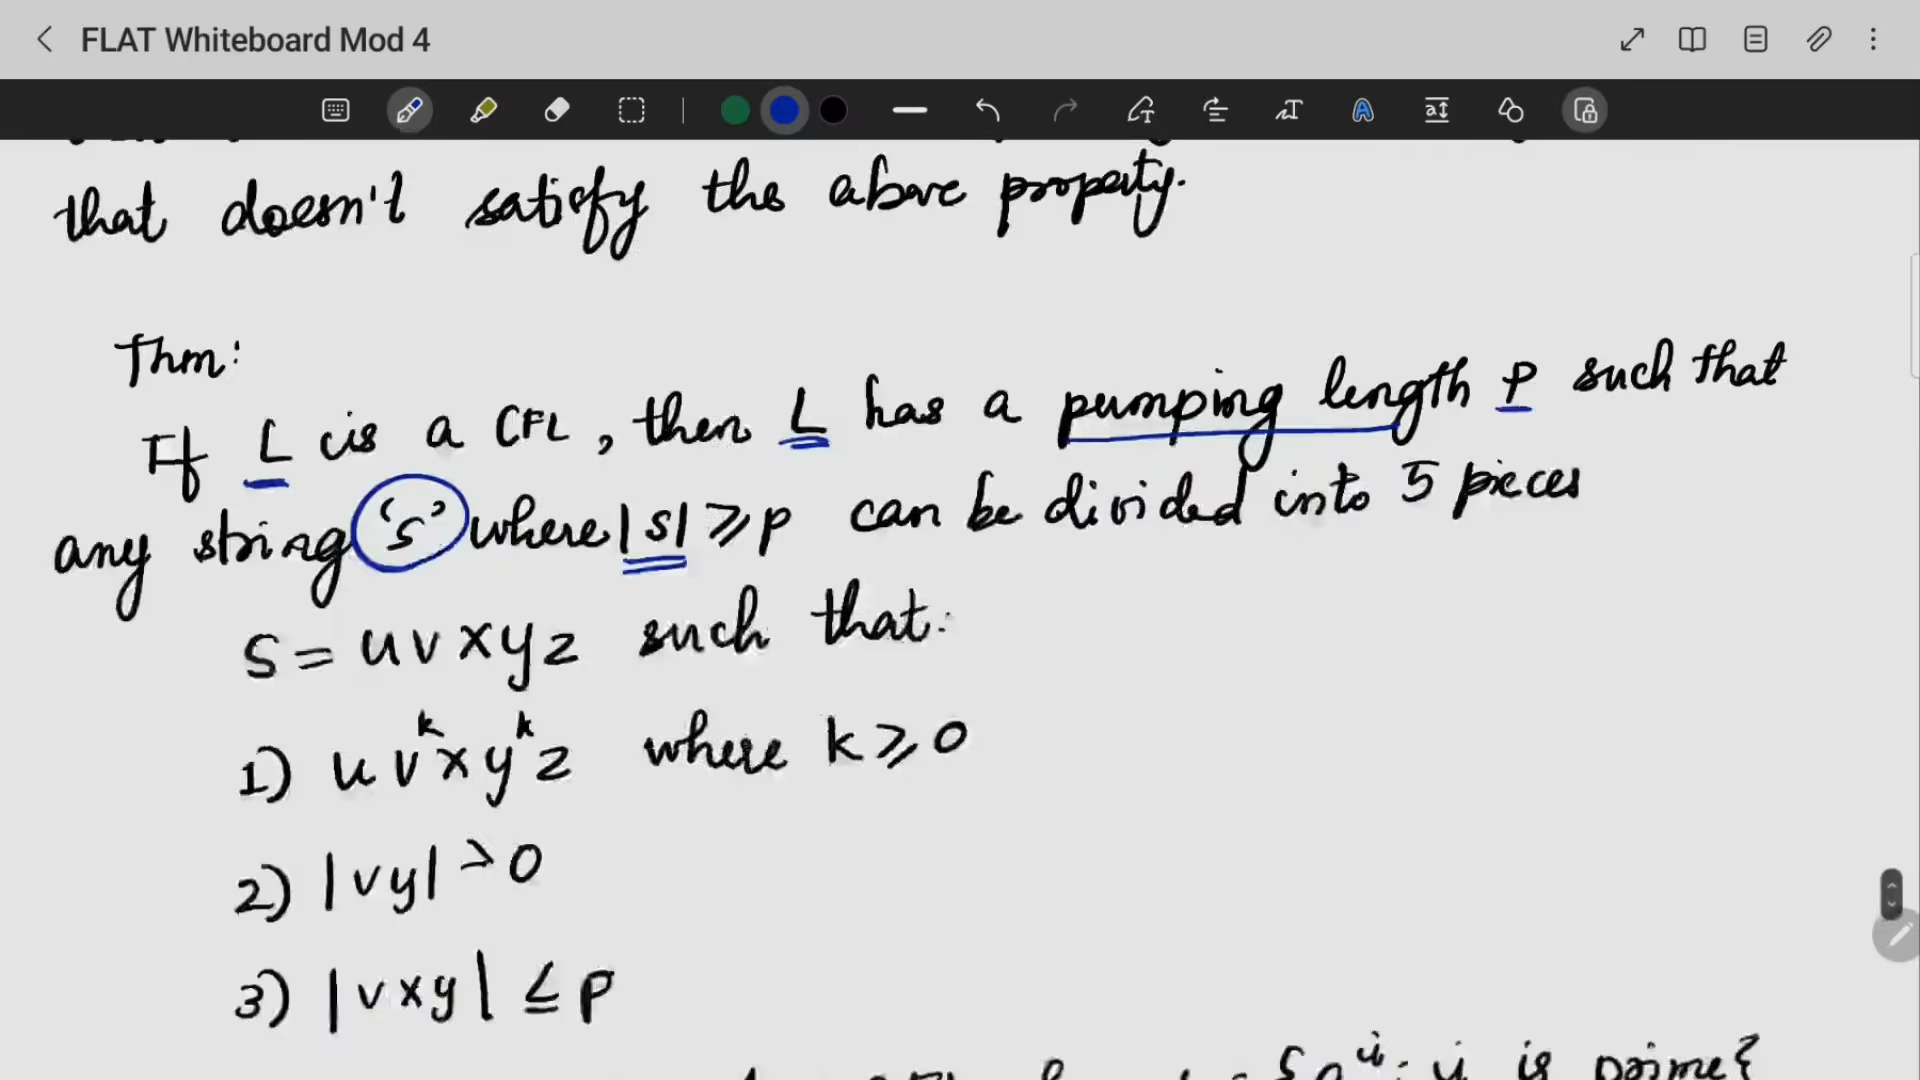 FLAT Whiteboard Mod 4
that doesn't satisfy the above property.
Thm:
If L is a CFL, then L has a pumping length P such that
any string 's' where |s| ⩾ p can be divided into 5 pieces
S = uvxyz such that:
1) uv^k xy^k z where k ⩾ 0
2) |vy| > 0
3) |vxy| ≤ P
is prime}